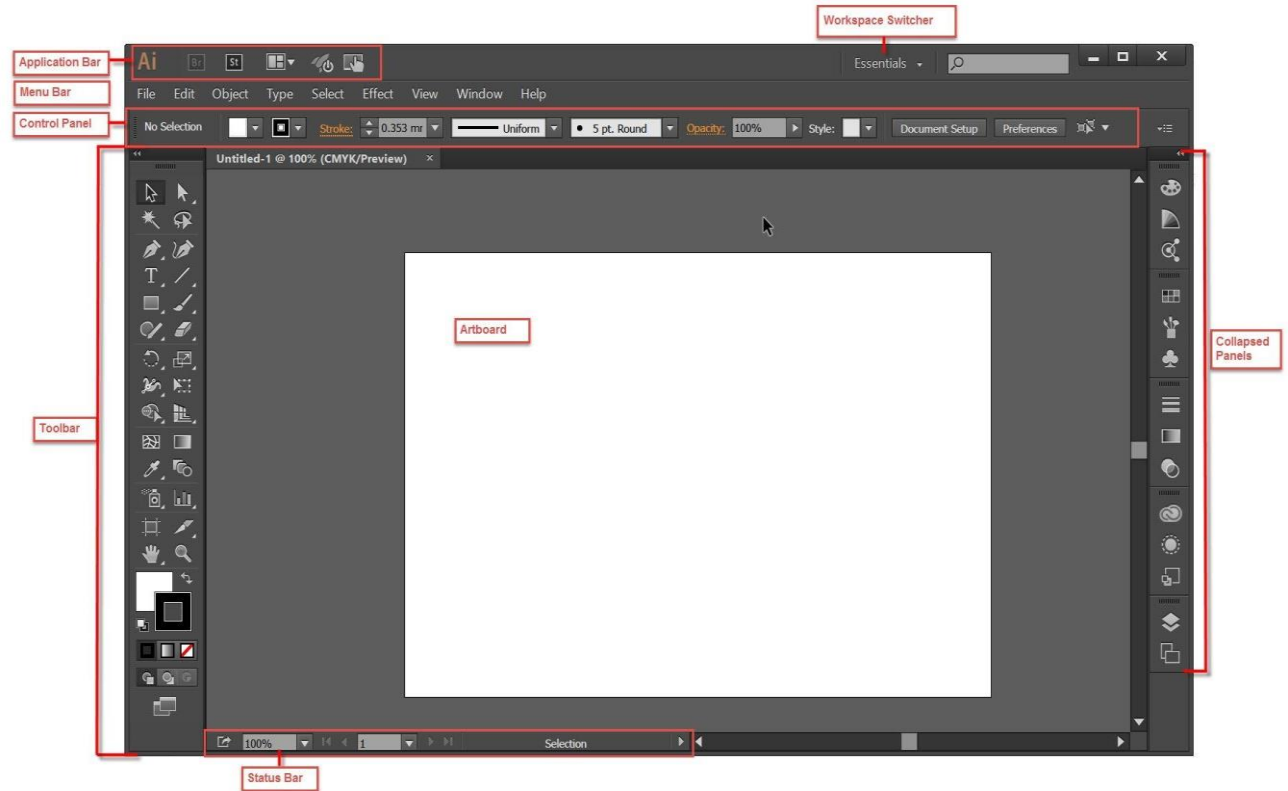 Workspace Switcher
Application Bar
Ai Br St Essentials
Menu Bar
File Edit Object Type Select Effect View Window Help
Control Panel
No Selection Stroke: 0.353 mr Uniform 5 pt. Round Opacity: 100% Style: Document Setup Preferences
Untitled-1 @ 100% (CMYK/Preview) ×
Artboard
Collapsed
Panels
Toolbar
100% 1 Selection
Status Bar